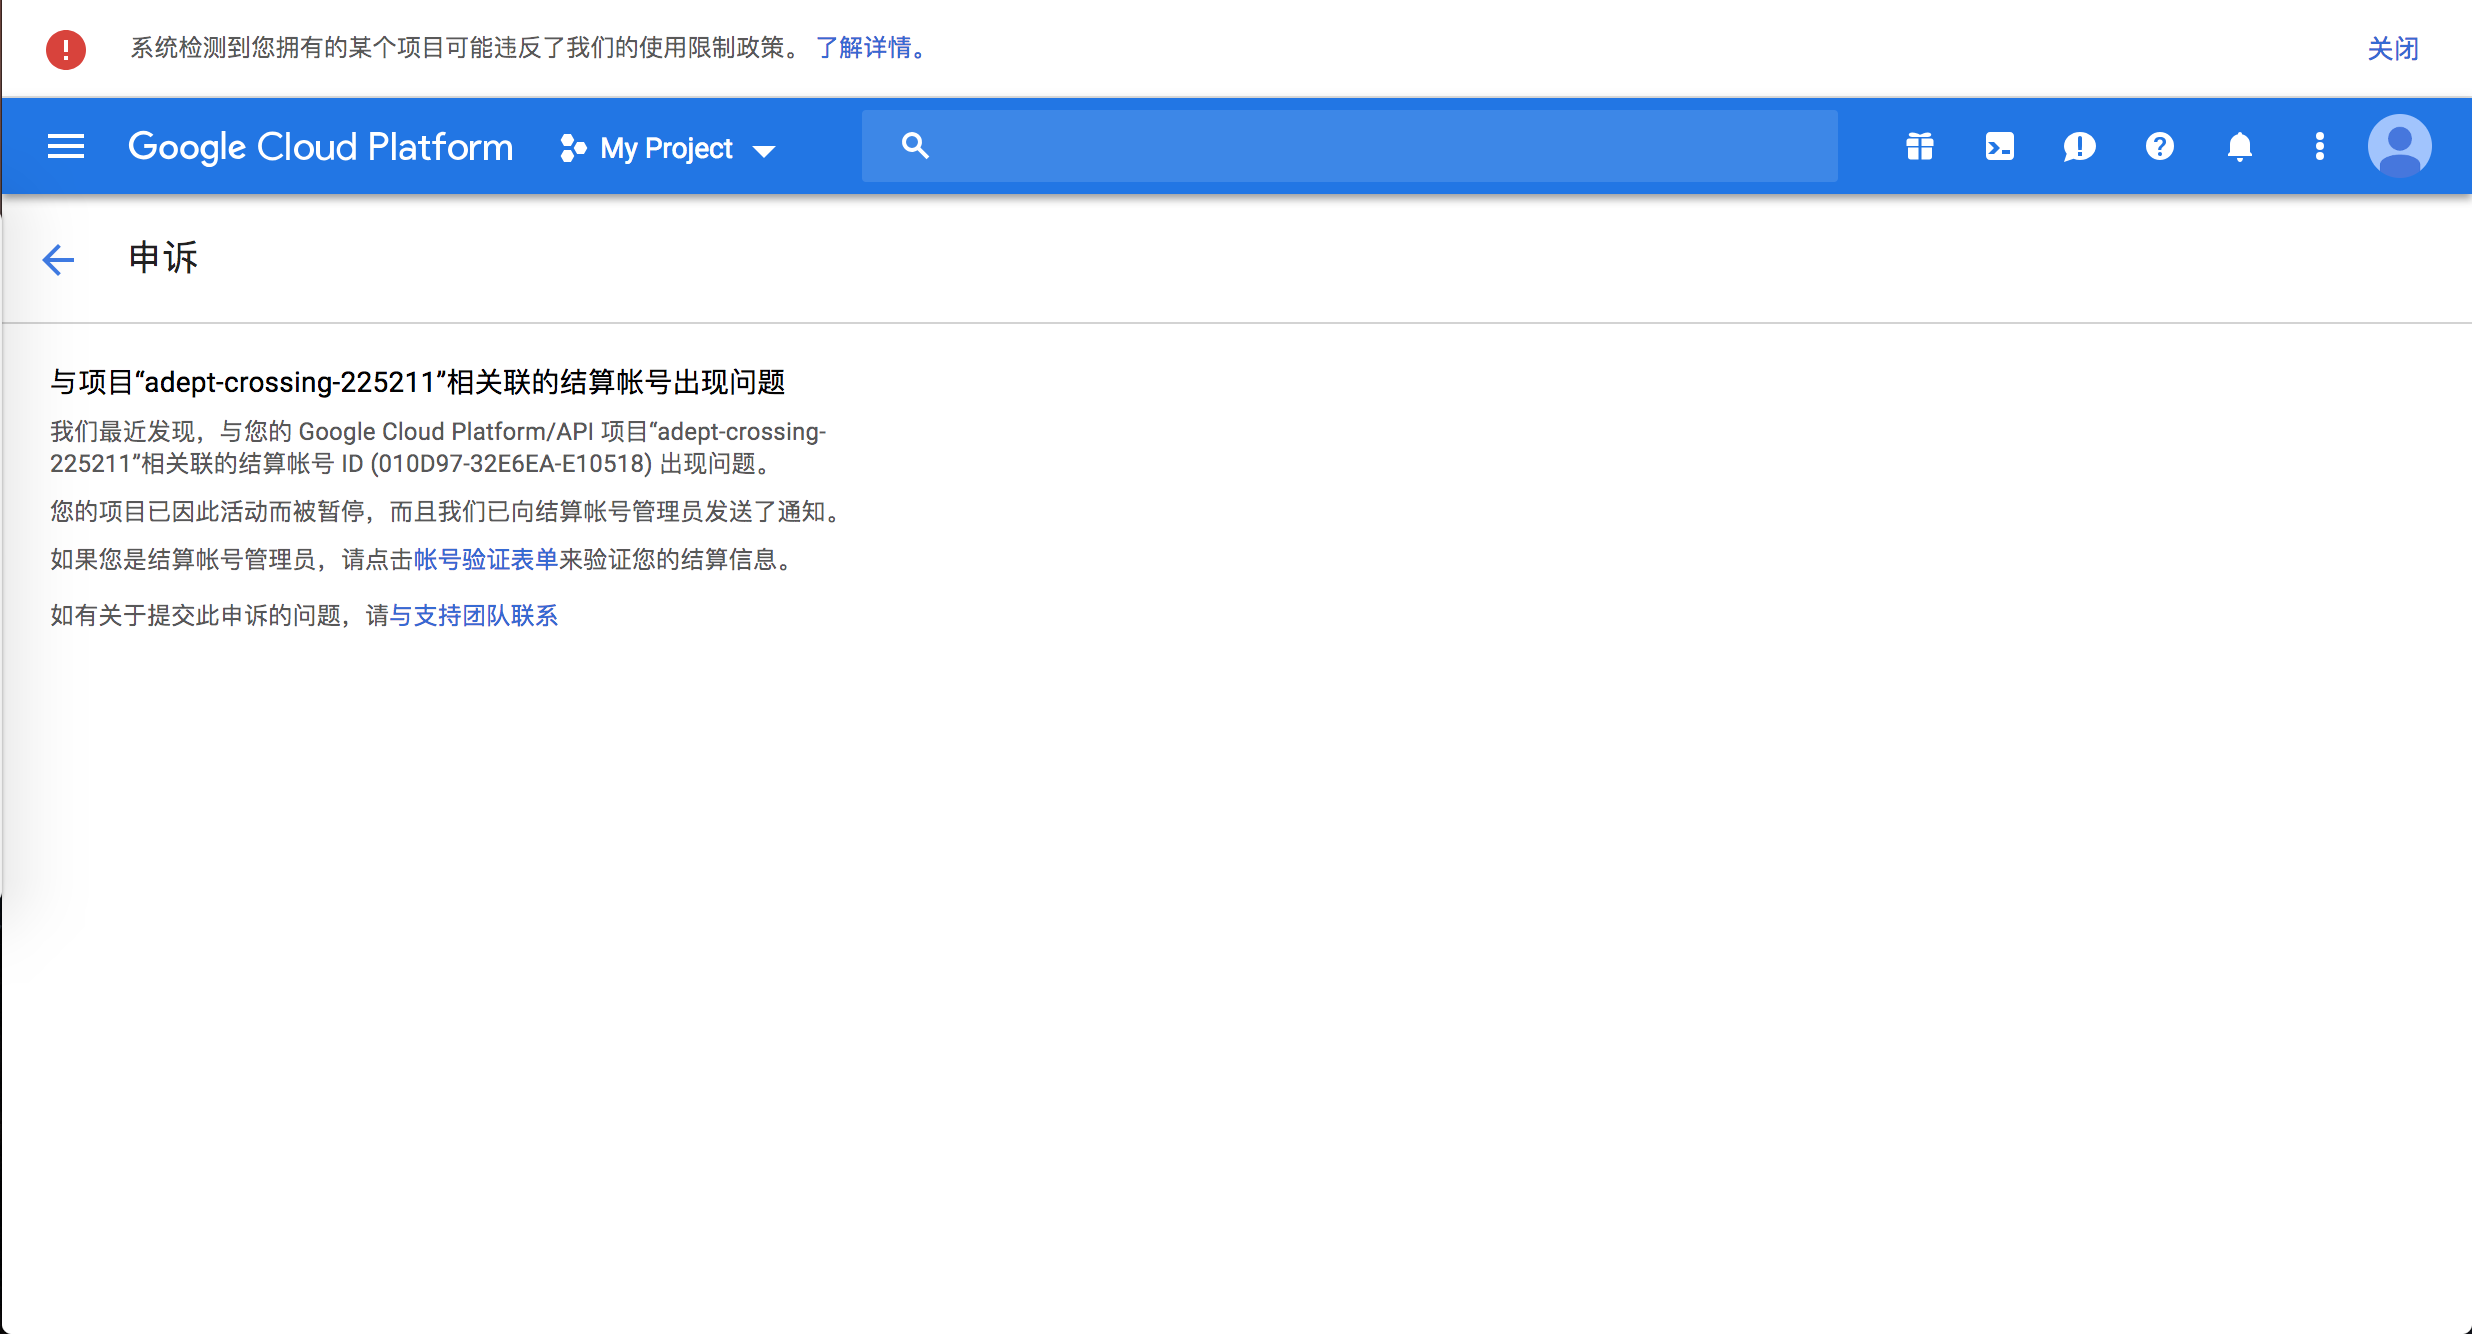 系统检测到您拥有的某个项目可能违反了我们的使用限制政策。 了解详情。
关闭
Google Cloud Platform
My Project
申诉
与项目“adept-crossing-225211”相关联的结算帐号出现问题
我们最近发现，与您的 Google Cloud Platform/API 项目“adept-crossing-
225211”相关联的结算帐号 ID (010D97-32E6EA-E10518) 出现问题。
您的项目已因此活动而被暂停，而且我们已向结算帐号管理员发送了通知。
如果您是结算帐号管理员，请点击帐号验证表单来验证您的结算信息。
如有关于提交此申诉的问题，请与支持团队联系